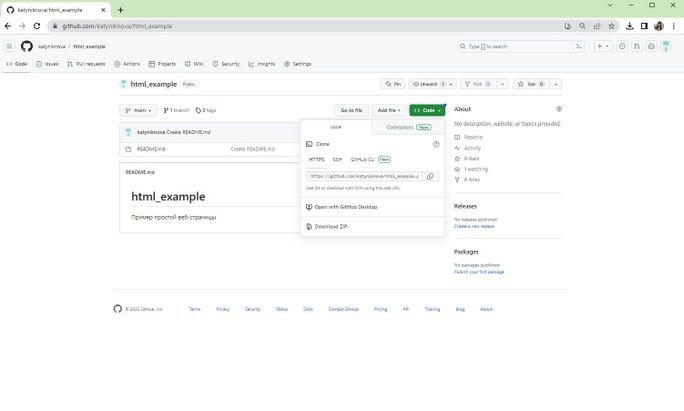 katyniknova/html_example
github.com/katyniknova/html_example
katyniknova / html_example
Type / to search
Code Issues Pull requests Actions Projects Wiki Security Insights Settings
html_example Public
Pin Unwatch 1 Fork 0 Star 0
main 1 branch 0 tags Go to file Add file Code
katyniknova Create README.md
README.md Create README.md
README.md
html_example
Пример простой веб-страницы
Local Codespaces New
Clone
HTTPS SSH GitHub CLI New
https://github.com/katyniknova/html_example.g
Use Git or checkout with SVN using the web URL.
Open with GitHub Desktop
Download ZIP
About
No description, website, or topics provided.
Readme
Activity
0 stars
1 watching
0 forks
Releases
No releases published
Create a new release
Packages
No packages published
Publish your first package
© 2023 GitHub, Inc. Terms Privacy Security Status Docs Contact GitHub Pricing API Training Blog About